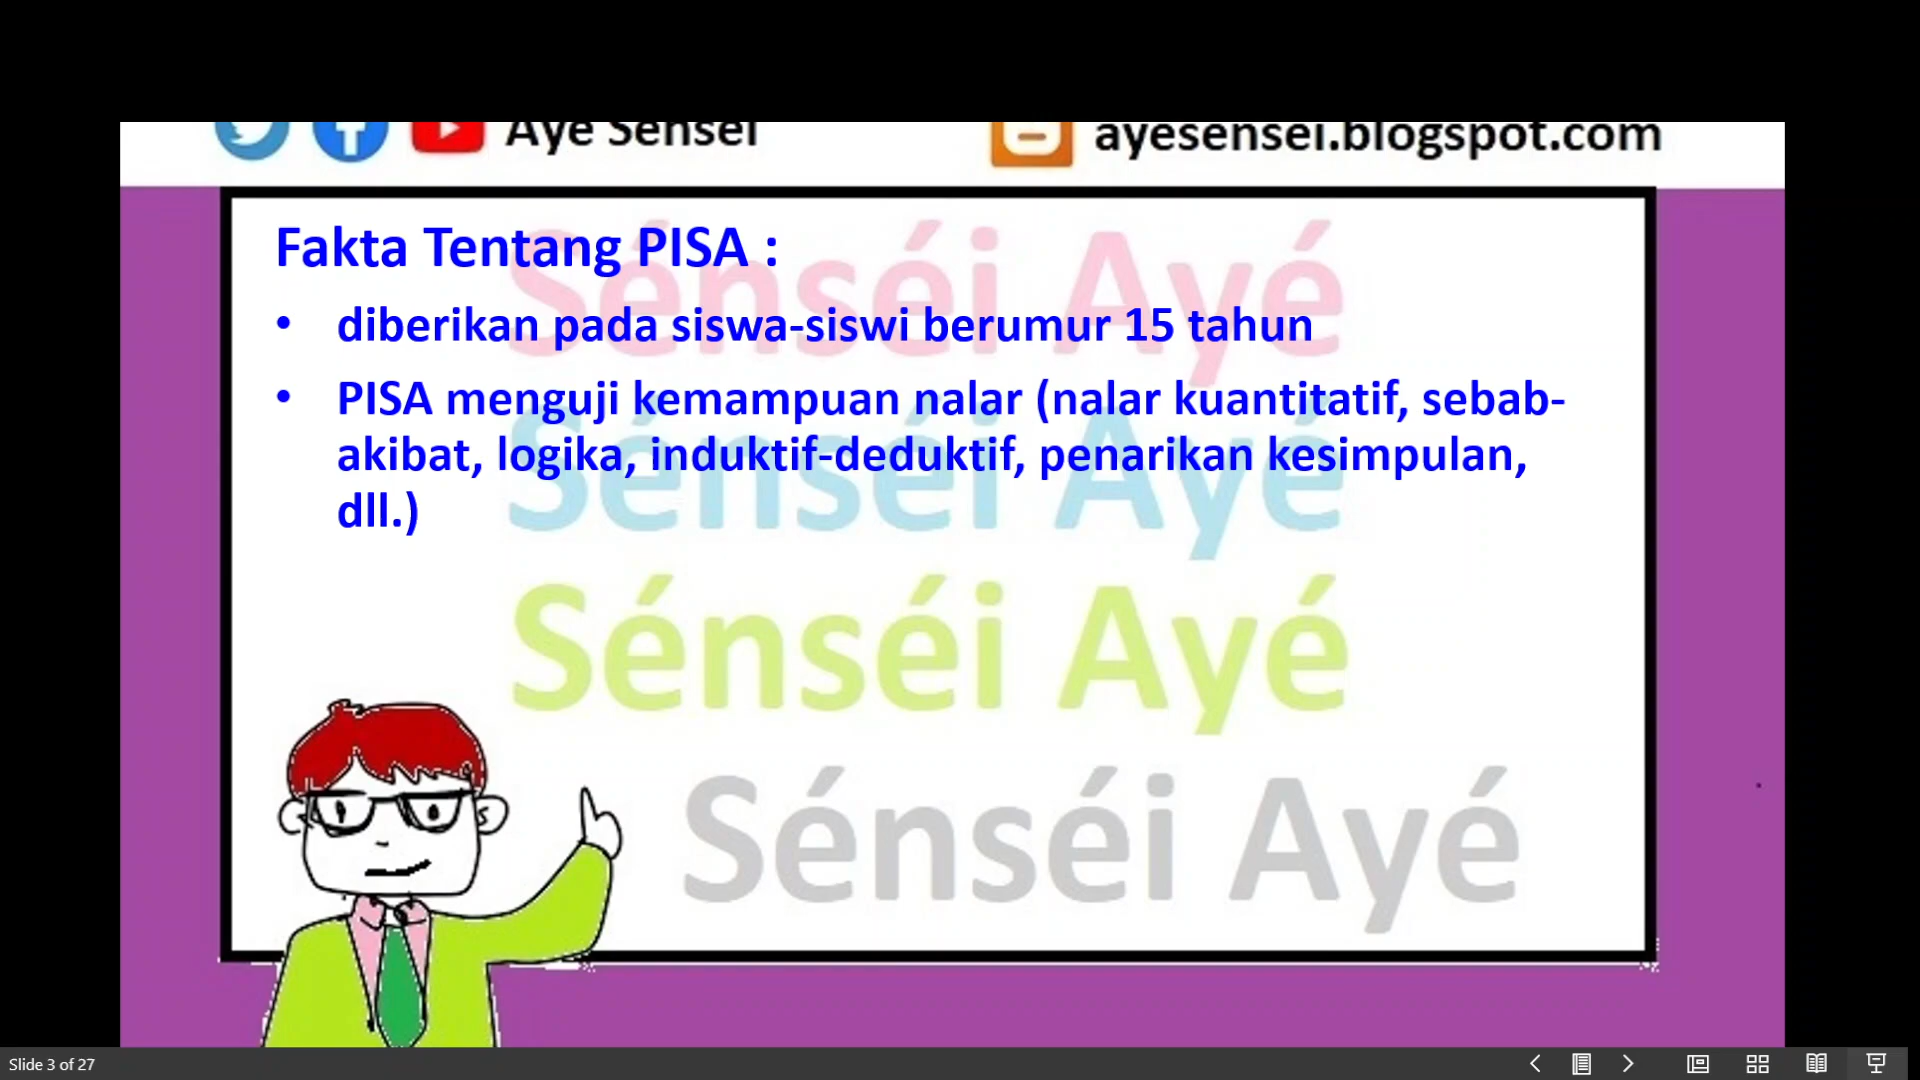 Aye Sensei
ayesensei.blogspot.com
Fakta Tentang PISA :
• diberikan pada siswa-siswi berumur 15 tahun
• PISA menguji kemampuan nalar (nalar kuantitatif, sebab-
akibat, logika, induktif-deduktif, penarikan kesimpulan,
dll.)
Sénséi Ayé
Sénséi Ayé
Sénséi Ayé
Sénséi Ayé
Slide 3 of 27